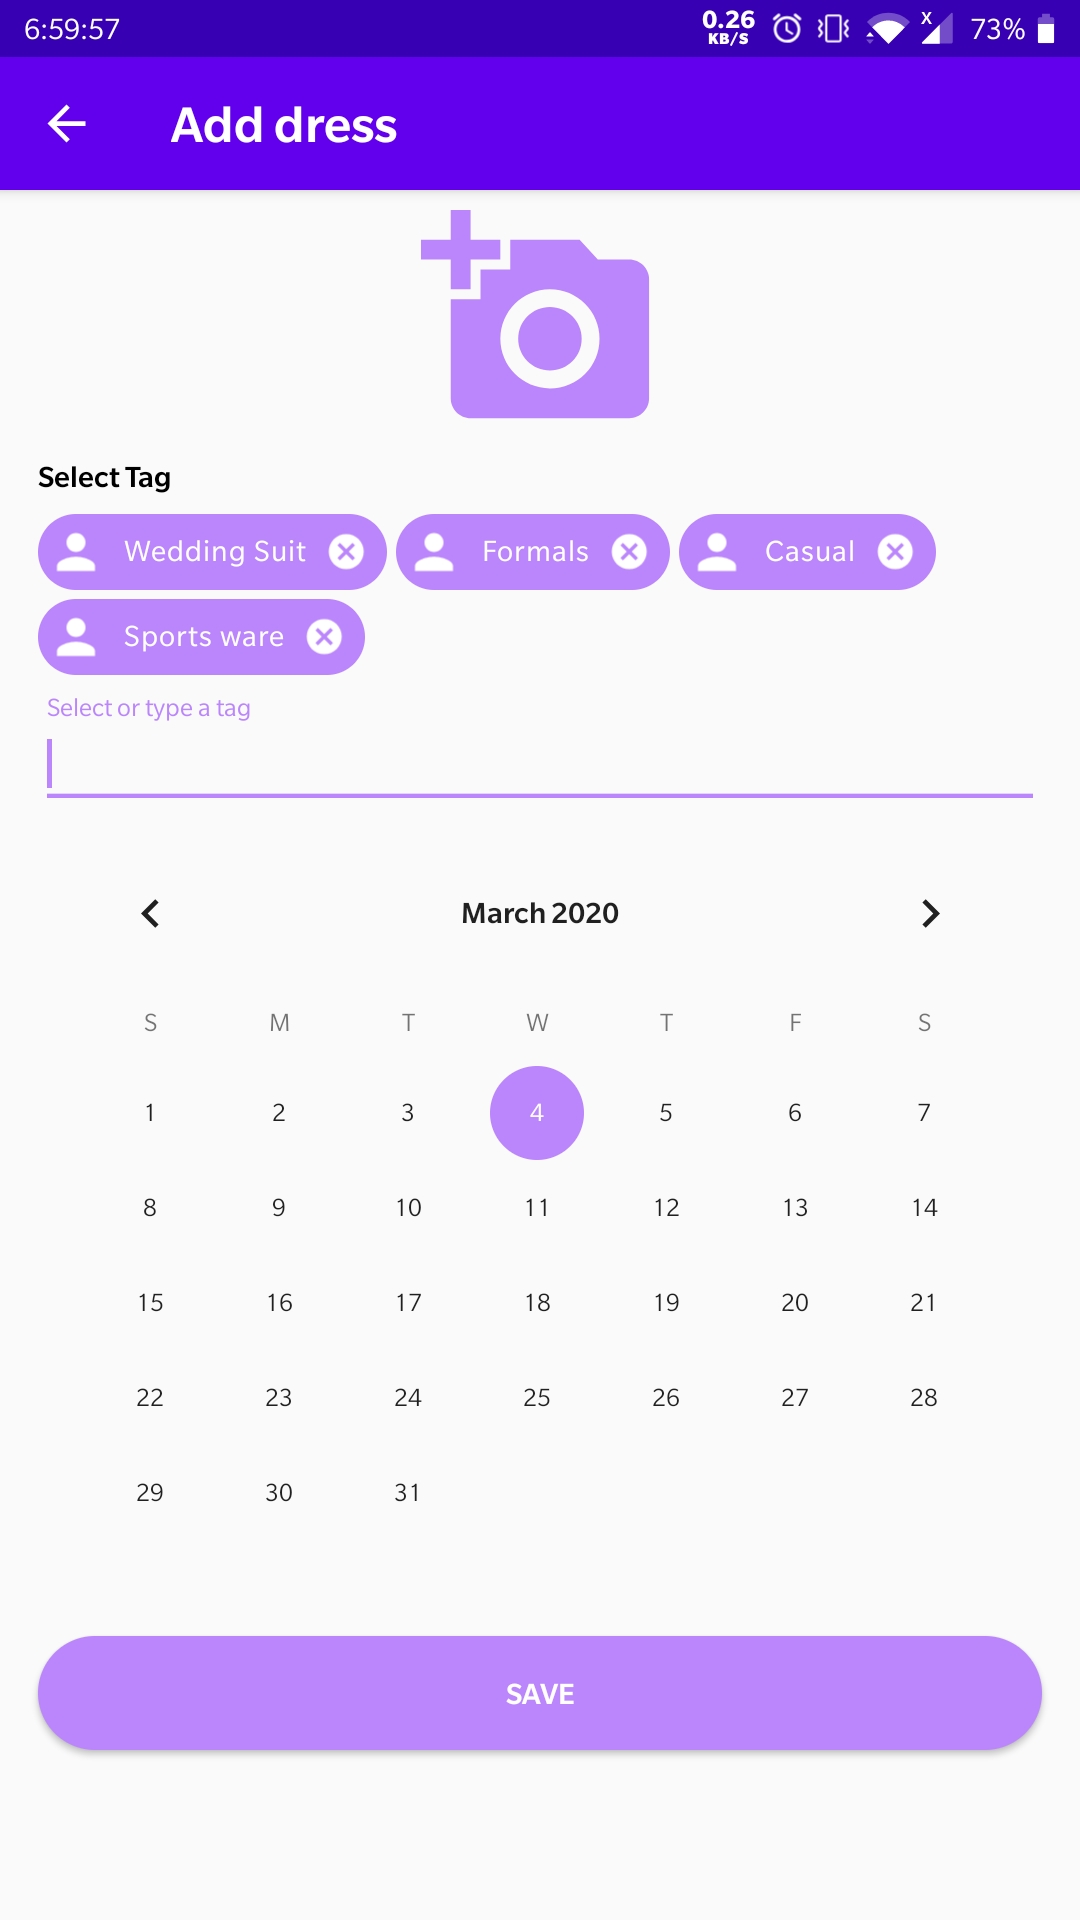 6:59:57 0.26 KB/S X 73%
Add dress
Select Tag
Wedding Suit Formals Casual
Sports ware
Select or type a tag
March 2020
S M T W T F S
1 2 3 4 5 6 7
8 9 10 11 12 13 14
15 16 17 18 19 20 21
22 23 24 25 26 27 28
29 30 31
SAVE